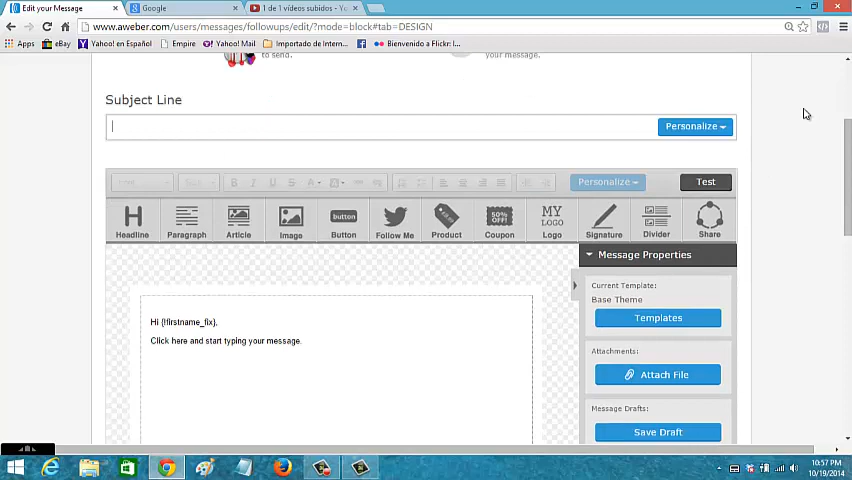 Edit your Message
Google
1 de 1 vídeos subidos - Yo
www.aweber.com/users/messages/followups/edit/?mode=block#tab=DESIGN
Apps
eBay
Yahoo! en Español
Empire
Yahoo! Mail
Importado de Intern...
Bienvenido a Flickr: I...
to send.
your message.
Subject Line
Personalize
B I U S A
Personalize
Test
H
button
50% OFF!
MY LOGO
Headline
Paragraph
Article
Image
Button
Follow Me
Product
Coupon
Logo
Signature
Divider
Share
Message Properties
Current Template:
Base Theme
Templates
Hi {!firstname_fix},
Click here and start typing your message.
Attachments:
Attach File
Message Drafts:
Save Draft
10:57 PM
10/19/2014